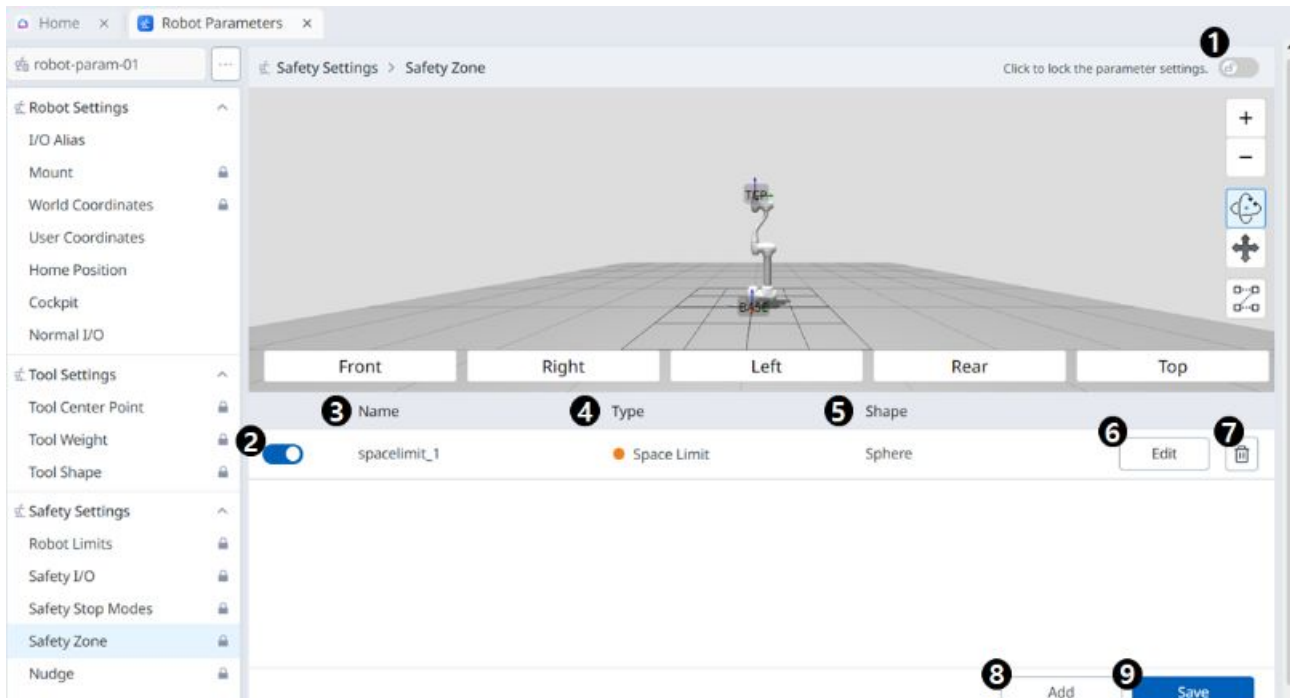 Home × Robot Parameters ×
robot-param-01 ... Safety Settings > Safety Zone Click to lock the parameter settings. 1
Robot Settings
I/O Alias
Mount
World Coordinates
User Coordinates
Home Position
Cockpit
Normal I/O
Tool Settings
Tool Center Point
Tool Weight
Tool Shape
Safety Settings
Robot Limits
Safety I/O
Safety Stop Modes
Safety Zone
Nudge
+
−
TCP
BASE
Front Right Left Rear Top
3 Name 4 Type 5 Shape
2 spacelimit_1 Space Limit Sphere 6 Edit 7
8 Add 9 Save